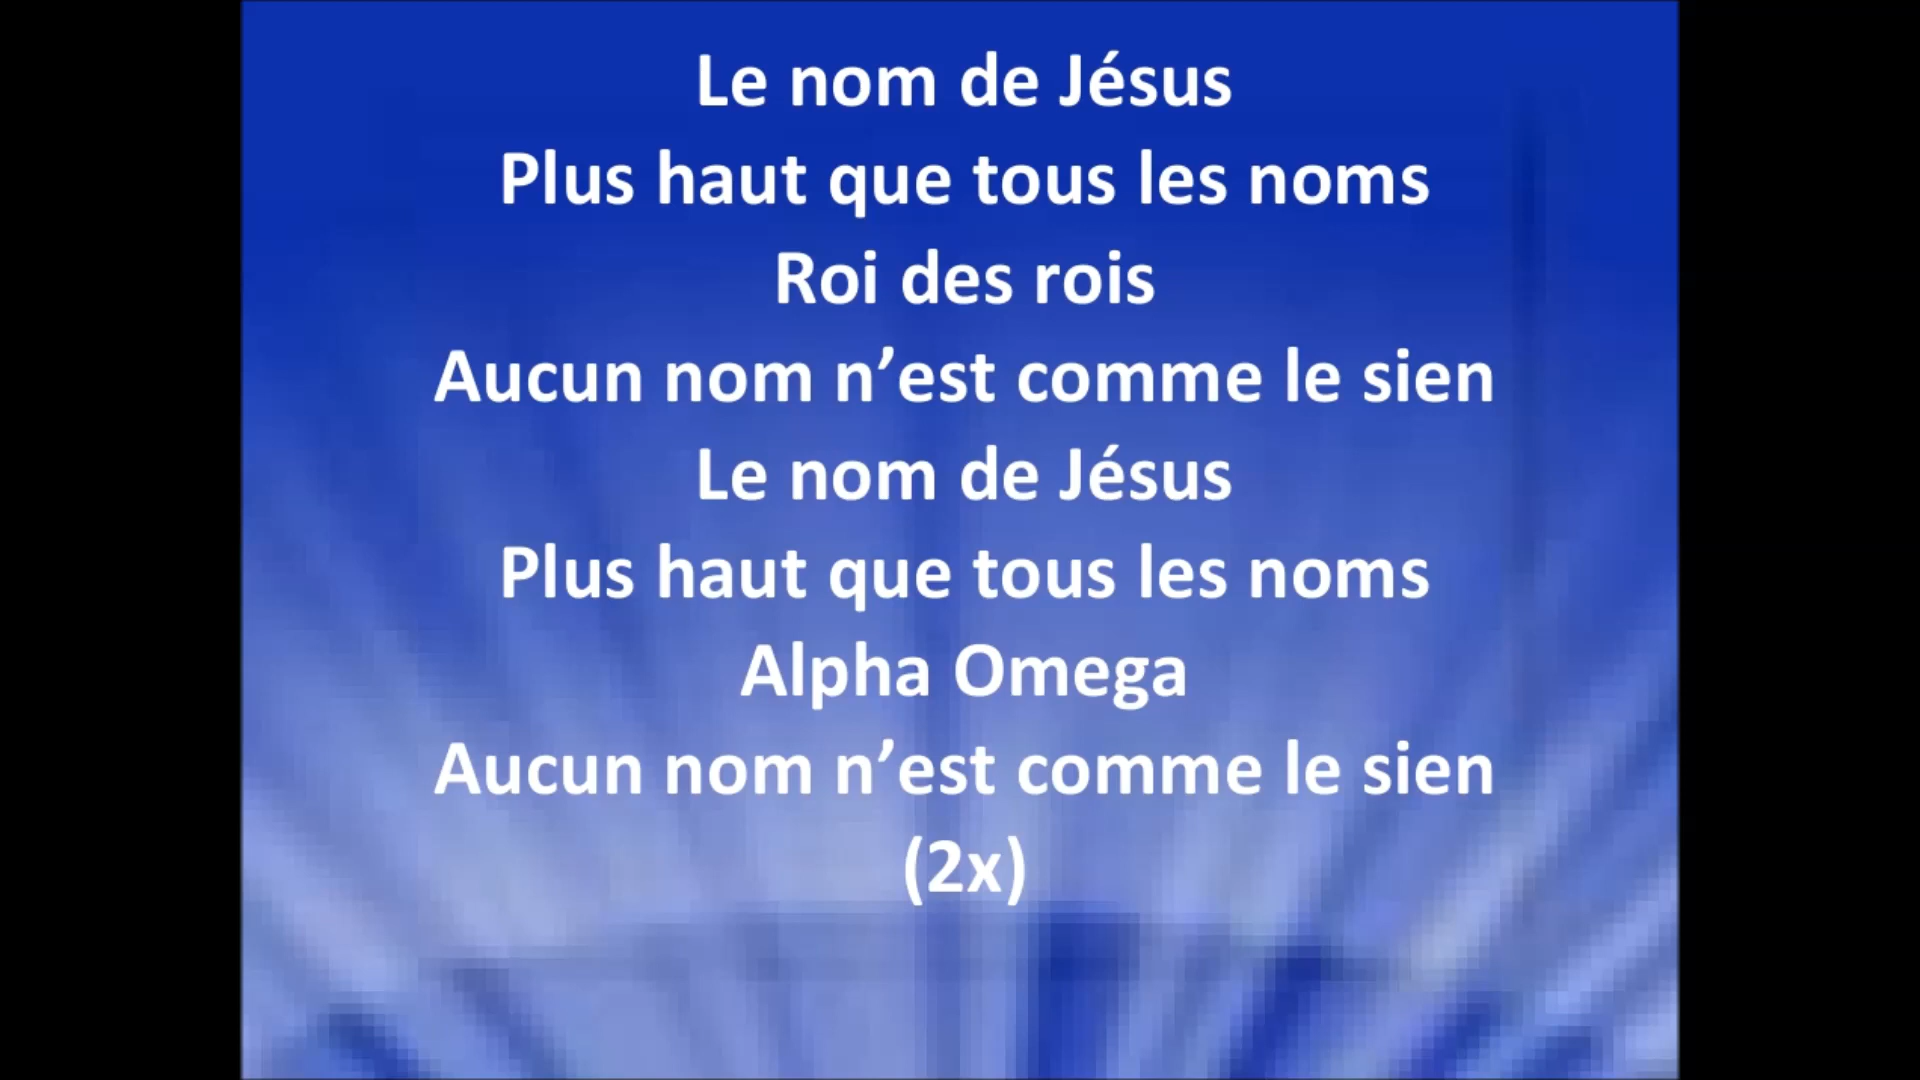 Le nom de Jésus
Plus haut que tous les noms
Roi des rois
Aucun nom n’est comme le sien
Le nom de Jésus
Plus haut que tous les noms
Alpha Omega
Aucun nom n’est comme le sien
(2x)